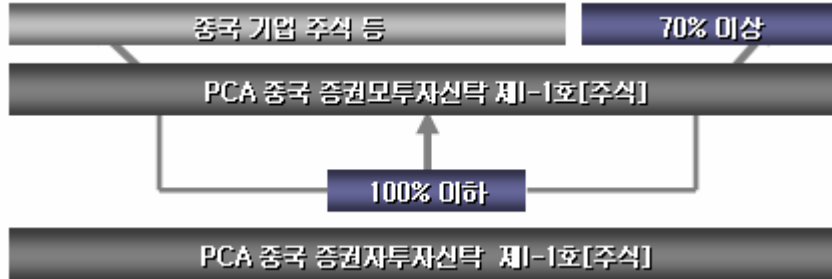 중국 기업 주식 등
70% 이상
PCA 중국 증권모투자신탁 제I-1호[주식]
100% 이하
PCA 중국 증권자투자신탁 제I-1호[주식]